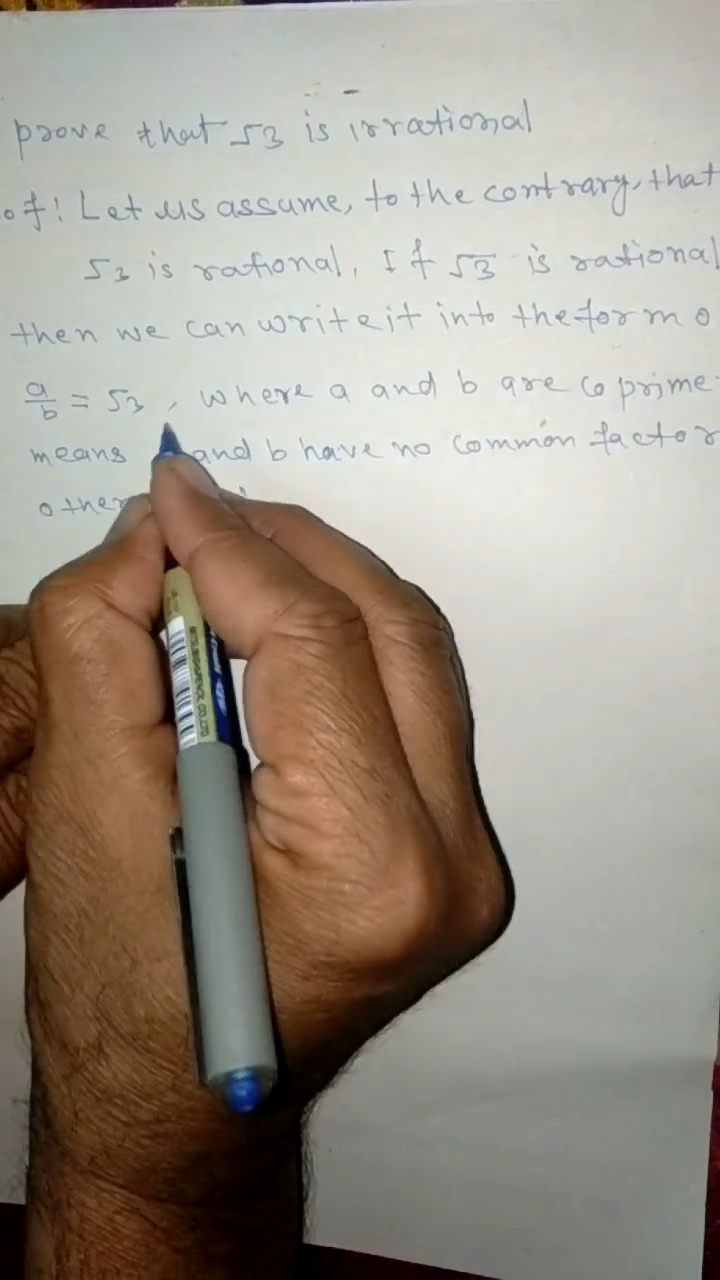 prove that √3 is irrational
of! Let us assume, to the contrary, that
√3 is rational, If √3 is rational
then we can write it into the form o
a/b = √3, where a and b are coprime
means and b have no common factor
other